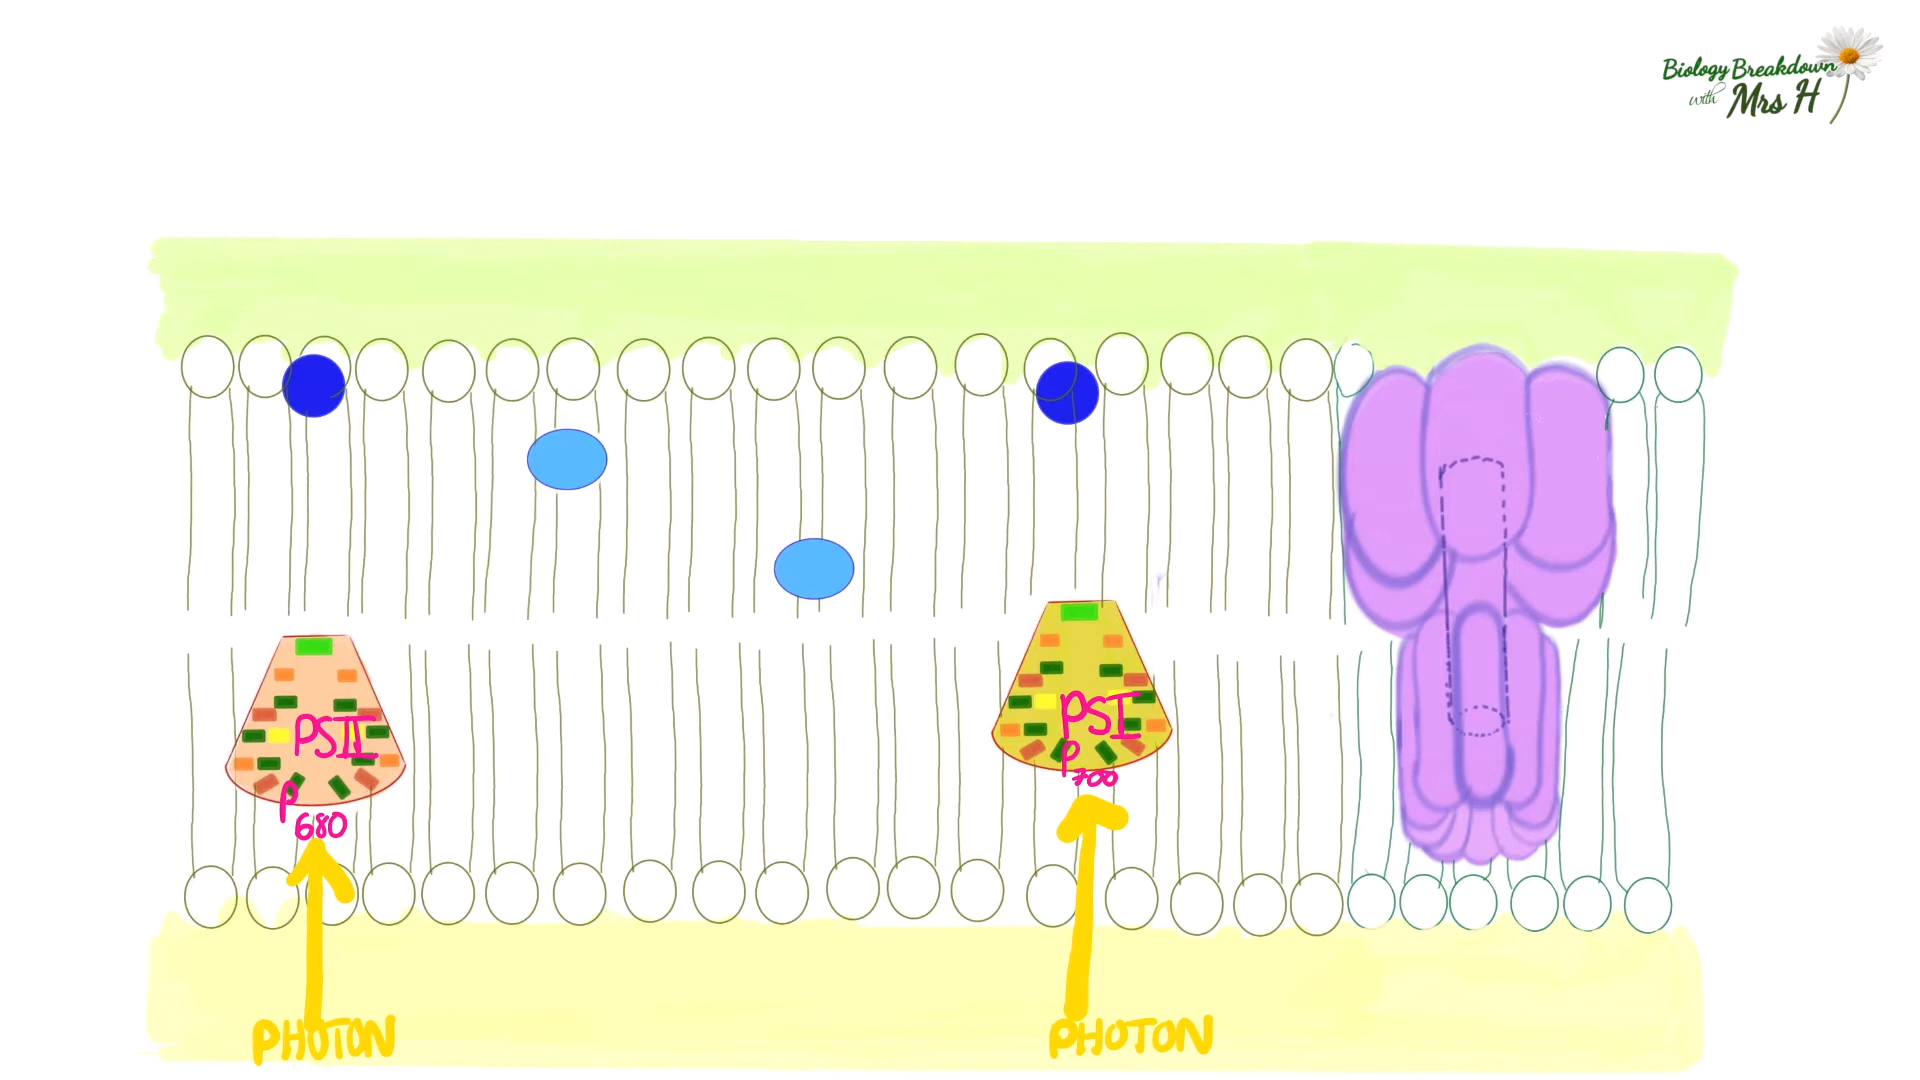 Biology Breakdown
with Mrs H
PSII
P680
PSI
P700
PHOTON
PHOTON